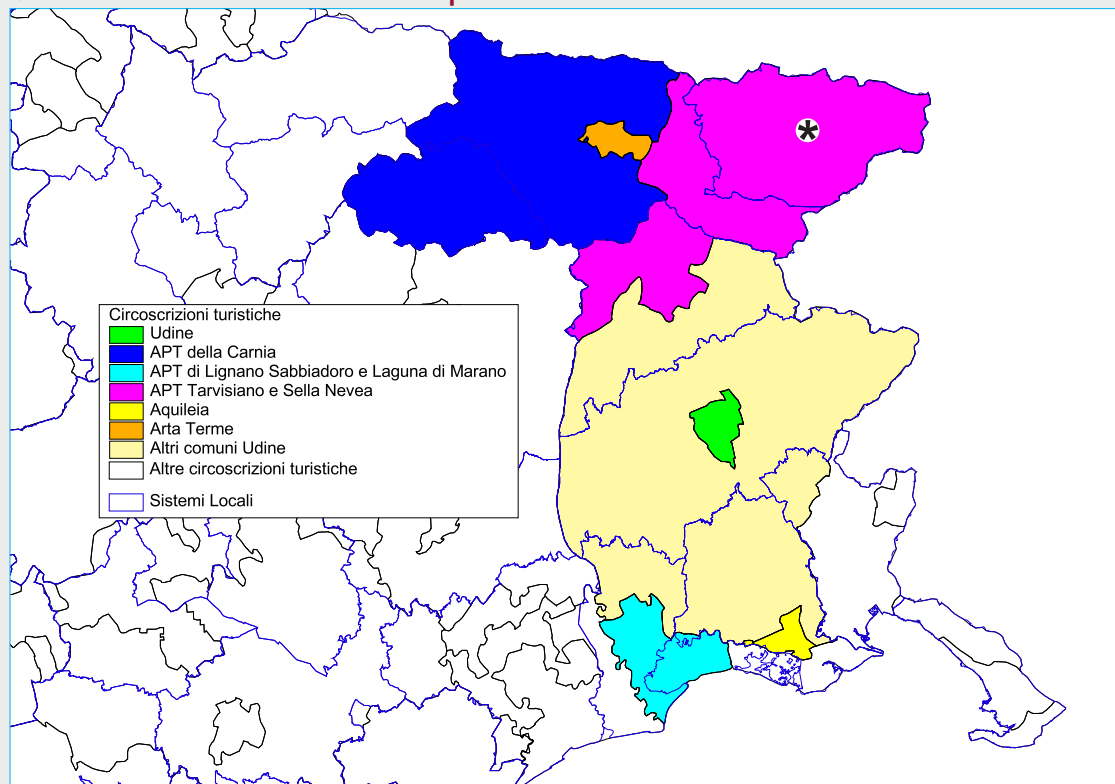 *
Circoscrizioni turistiche
Udine
APT della Carnia
APT di Lignano Sabbiadoro e Laguna di Marano
APT Tarvisiano e Sella Nevea
Aquileia
Arta Terme
Altri comuni Udine
Altre circoscrizioni turistiche
Sistemi Locali